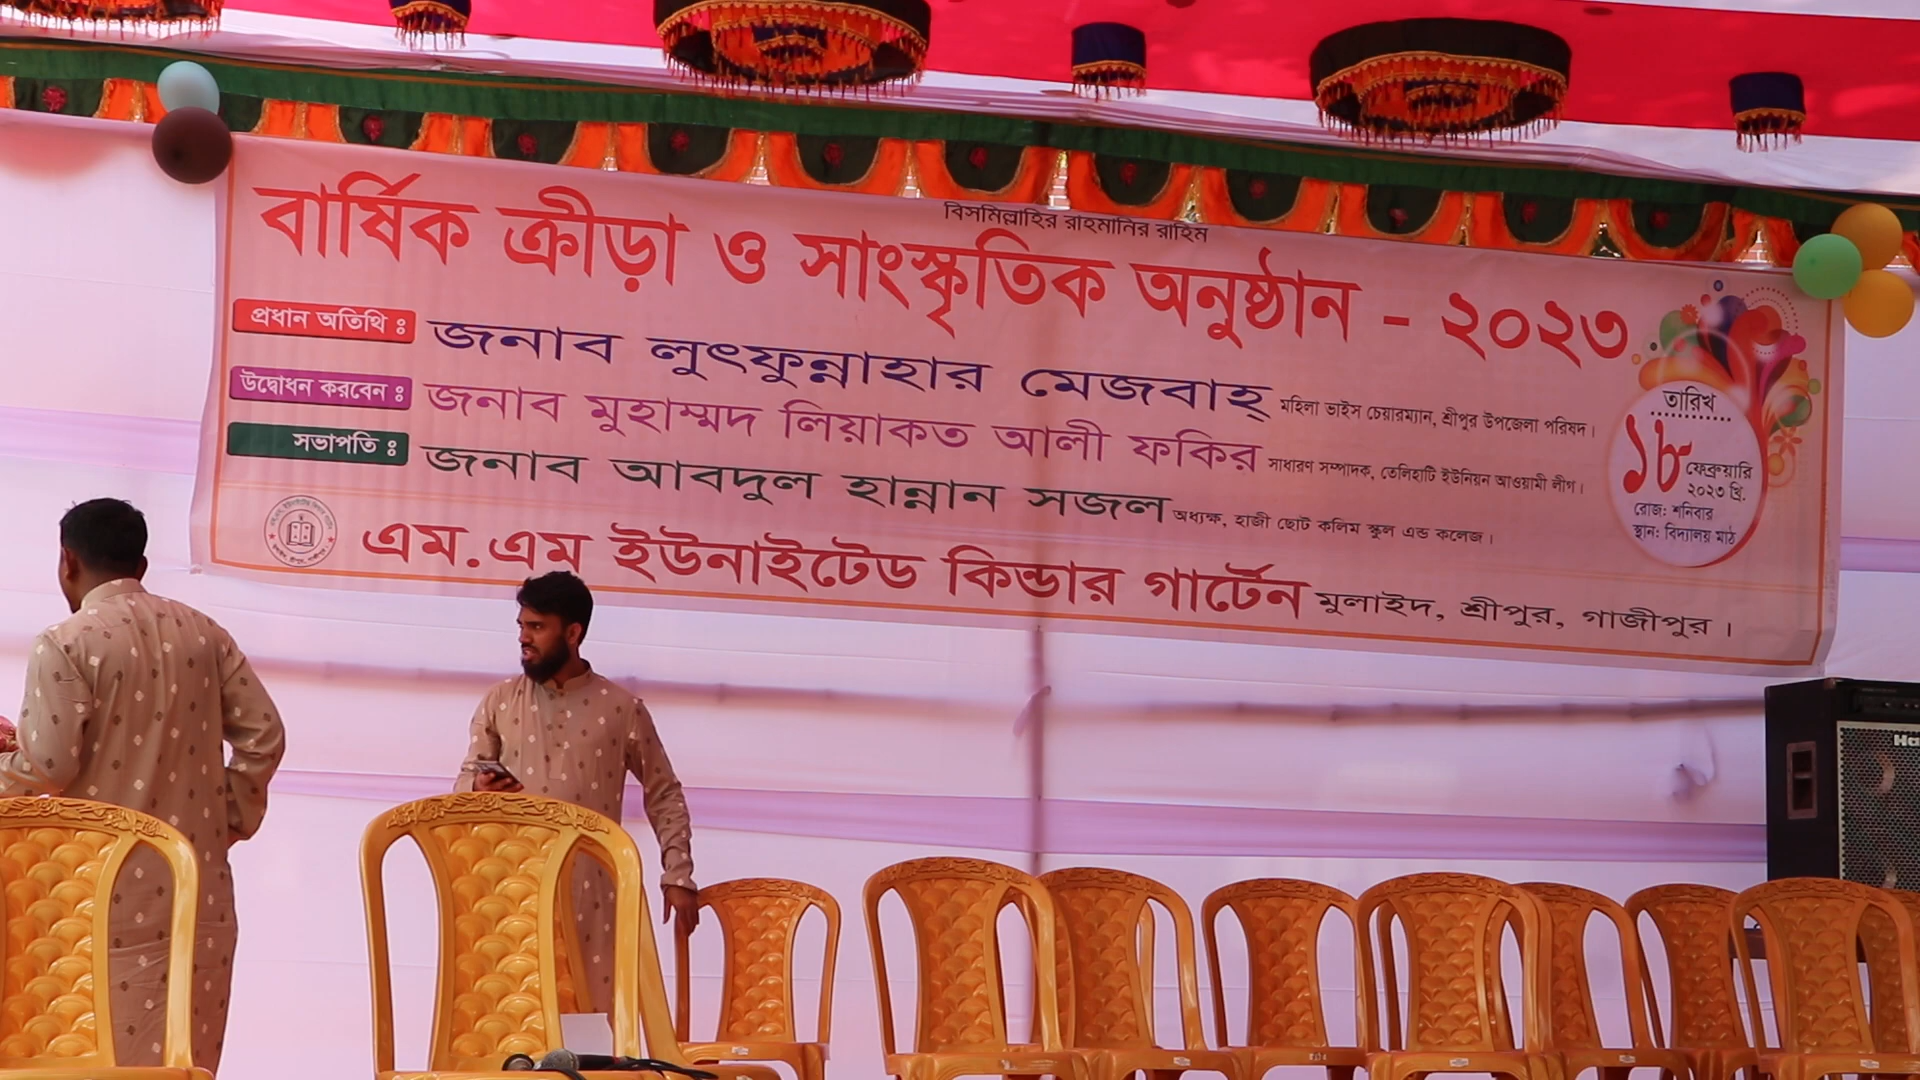 বিসমিল্লাহির রাহমানির রাহিম
বার্ষিক ক্রীড়া ও সাংস্কৃতিক অনুষ্ঠান - ২০২৩
প্রধান অতিথি ঃ জনাব লুৎফুন্নাহার মেজবাহ্ মহিলা ভাইস চেয়ারম্যান, শ্রীপুর উপজেলা পরিষদ।
উদ্বোধন করবেন ঃ জনাব মুহাম্মদ লিয়াকত আলী ফকির সাধারণ সম্পাদক, তেলিহাটি ইউনিয়ন আওয়ামী লীগ।
সভাপতি ঃ জনাব আবদুল হান্নান সজল অধ্যক্ষ, হাজী ছোট কলিম স্কুল এন্ড কলেজ।
এম.এম ইউনাইটেড কিন্ডার গার্টেন মুলাইদ, শ্রীপুর, গাজীপুর।
তারিখ
১৮ ফেব্রুয়ারি
২০২৩ খ্রি.
রোজ: শনিবার
স্থান: বিদ্যালয় মাঠ